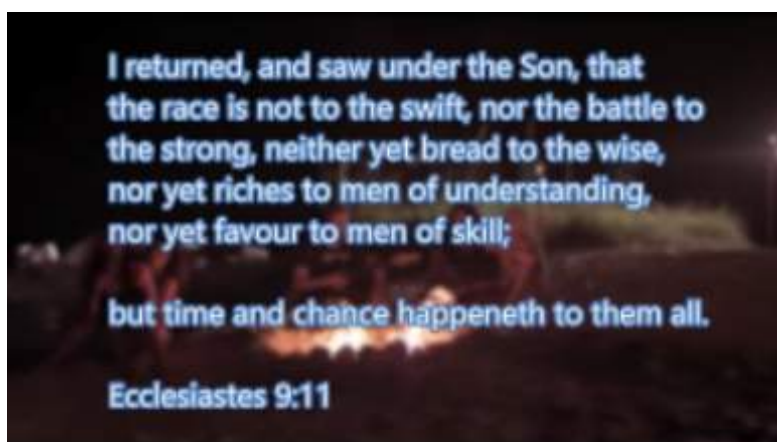 I returned, and saw under the Son, that
the race is not to the swift, nor the battle to
the strong, neither yet bread to the wise,
nor yet riches to men of understanding,
nor yet favour to men of skill;
but time and chance happeneth to them all.
Ecclesiastes 9:11